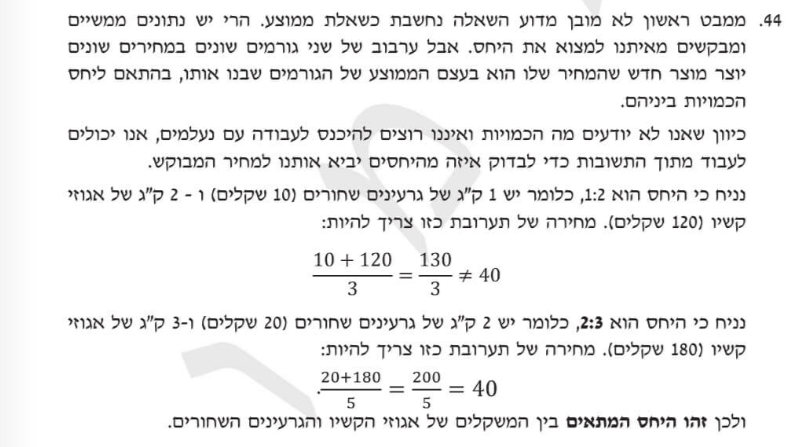 44. ממבט ראשון לא מובן מדוע השאלה נחשבת כשאלת ממוצע. הרי יש נתונים ממשיים
ומבקשים מאיתנו למצוא את היחס. אבל ערבוב של שני גורמים שונים במחירים שונים
יוצר מוצר חדש שהמחיר שלו הוא בעצם הממוצע של הגורמים שבנו אותו, בהתאם ליחס
הכמויות ביניהם.
כיוון שאנו לא יודעים מה הכמויות ואיננו רוצים להיכנס לעבודה עם נעלמים, אנו יכולים
לעבוד מתוך התשובות כדי לבדוק איזה מהיחסים יביא אותנו למחיר המבוקש.
נניח כי היחס הוא 1:2, כלומר יש 1 ק"ג של גרעינים שחורים (10 שקלים) ו - 2 ק"ג של אגוזי
קשיו (120 שקלים). מחירה של תערובת כזו צריך להיות:
10 + 120 / 3 = 130 / 3 ≠ 40
נניח כי היחס הוא 2:3, כלומר יש 2 ק"ג של גרעינים שחורים (20 שקלים) ו-3 ק"ג של אגוזי
קשיו (180 שקלים). מחירה של תערובת כזו צריך להיות:
20+180 / 5 = 200 / 5 = 40.
ולכן זהו היחס המתאים בין המשקלים של אגוזי הקשיו והגרעינים השחורים.